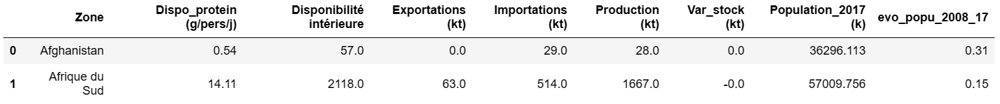 Zone Dispo_protein (g/pers/j) Disponibilité intérieure Exportations (kt) Importations (kt) Production (kt) Var_stock (kt) Population_2017 (k) evo_popu_2008_17
0 Afghanistan 0.54 57.0 0.0 29.0 28.0 0.0 36296.113 0.31
1 Afrique du Sud 14.11 2118.0 63.0 514.0 1667.0 -0.0 57009.756 0.15